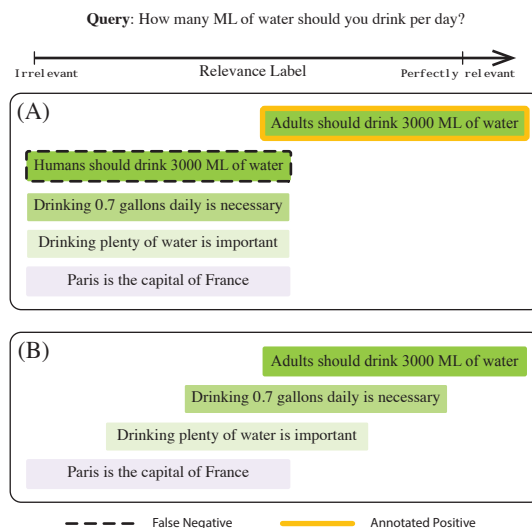 Query: How many ML of water should you drink per day?
Irrelevant
Relevance Label
Perfectly relevant
(A)
Adults should drink 3000 ML of water
Humans should drink 3000 ML of water
Drinking 0.7 gallons daily is necessary
Drinking plenty of water is important
Paris is the capital of France
(B)
Adults should drink 3000 ML of water
Drinking 0.7 gallons daily is necessary
Drinking plenty of water is important
Paris is the capital of France
False Negative
Annotated Positive